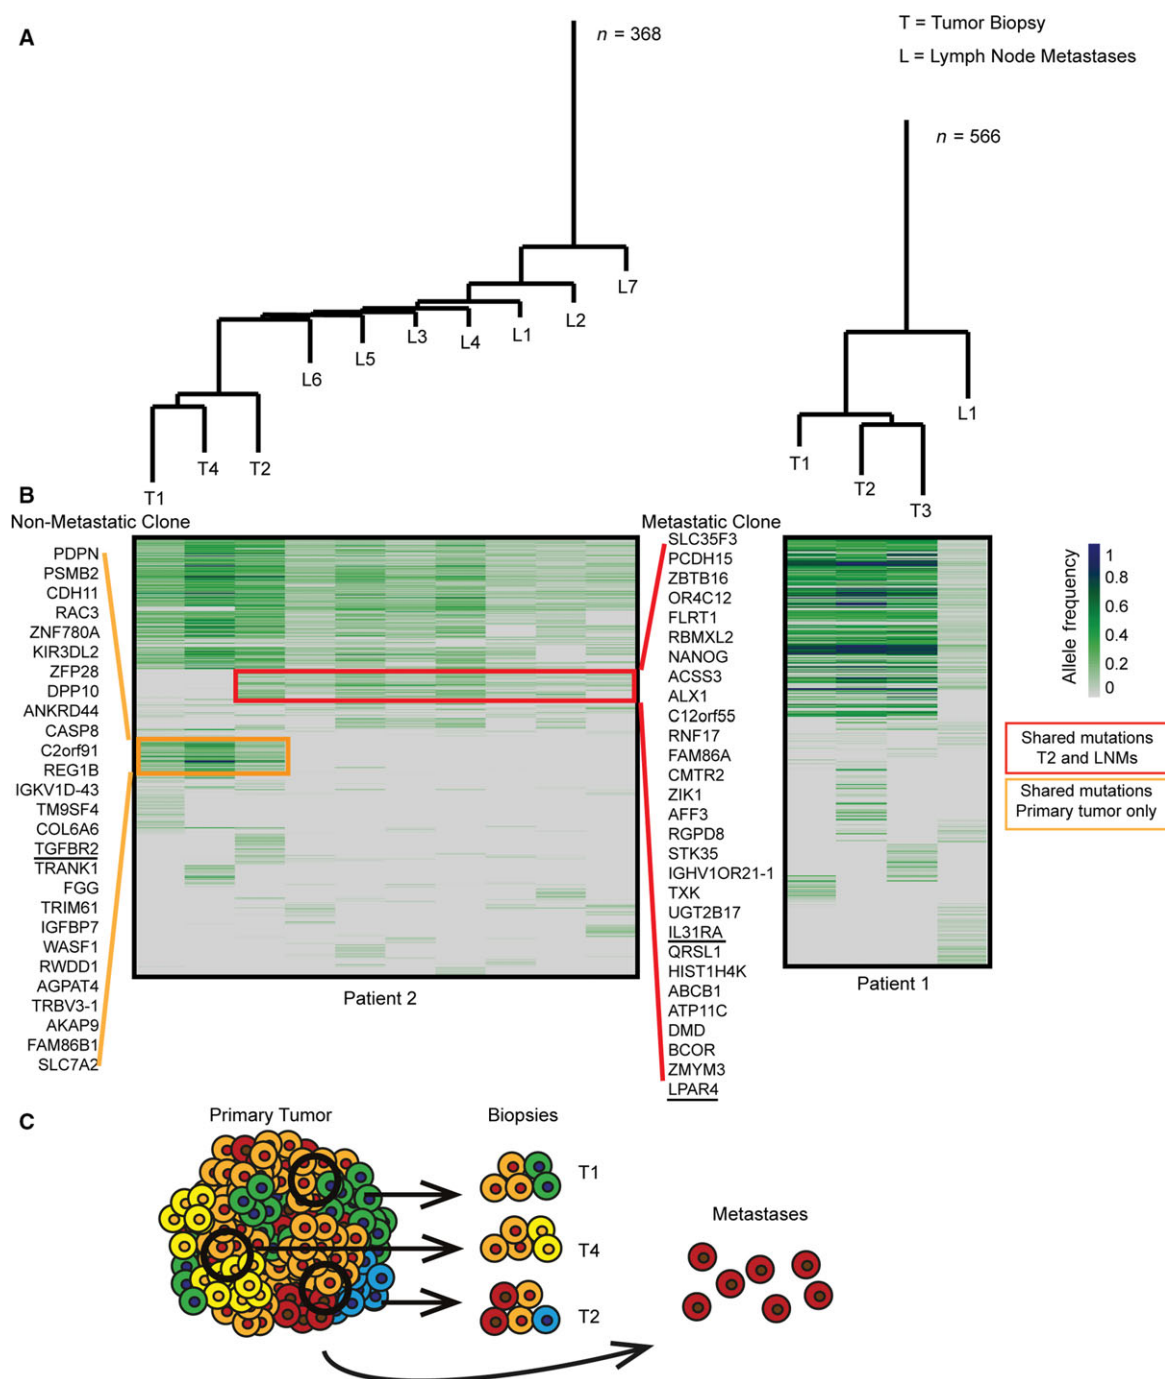 A
n = 368
T = Tumor Biopsy
L = Lymph Node Metastases
n = 566
L7
L2
L1
L4
L3
L5
L6
T4
T2
T1
L1
T1
T2
T3
B
Non-Metastatic Clone
PDPN
PSMB2
CDH11
RAC3
ZNF780A
KIR3DL2
ZFP28
DPP10
ANKRD44
CASP8
C2orf91
REG1B
IGKV1D-43
TM9SF4
COL6A6
TGFBR2
TRANK1
FGG
TRIM61
IGFBP7
WASF1
RWDD1
AGPAT4
TRBV3-1
AKAP9
FAM86B1
SLC7A2
Patient 2
Metastatic Clone
SLC35F3
PCDH15
ZBTB16
OR4C12
FLRT1
RBMXL2
NANOG
ACSS3
ALX1
C12orf55
RNF17
FAM86A
CMTR2
ZIK1
AFF3
RGPD8
STK35
IGHV1OR21-1
TXK
UGT2B17
IL31RA
QRSL1
HIST1H4K
ABCB1
ATP11C
DMD
BCOR
ZMYM3
LPAR4
Patient 1
Allele frequency
1
0.8
0.6
0.4
0.2
0
Shared mutations
T2 and LNMs
Shared mutations
Primary tumor only
C
Primary Tumor
Biopsies
T1
T4
T2
Metastases